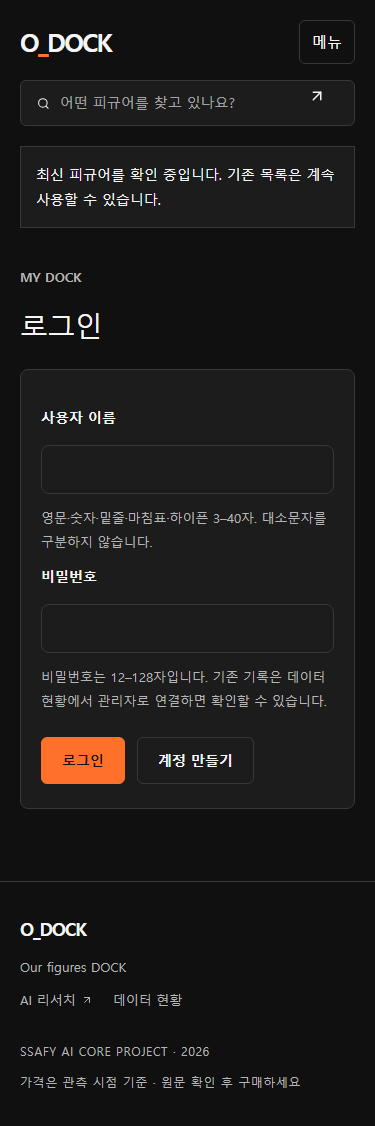 O_DOCK
메뉴
어떤 피규어를 찾고 있나요?
최신 피규어를 확인 중입니다. 기존 목록은 계속
사용할 수 있습니다.
MY DOCK
로그인
사용자 이름
영문·숫자·밑줄·마침표·하이픈 3–40자. 대소문자를
구분하지 않습니다.
비밀번호
비밀번호는 12–128자입니다. 기존 기록은 데이터
현황에서 관리자로 연결하면 확인할 수 있습니다.
로그인 계정 만들기
O_DOCK
Our figures DOCK
AI 리서치 데이터 현황
SSAFY AI CORE PROJECT · 2026
가격은 관측 시점 기준 · 원문 확인 후 구매하세요